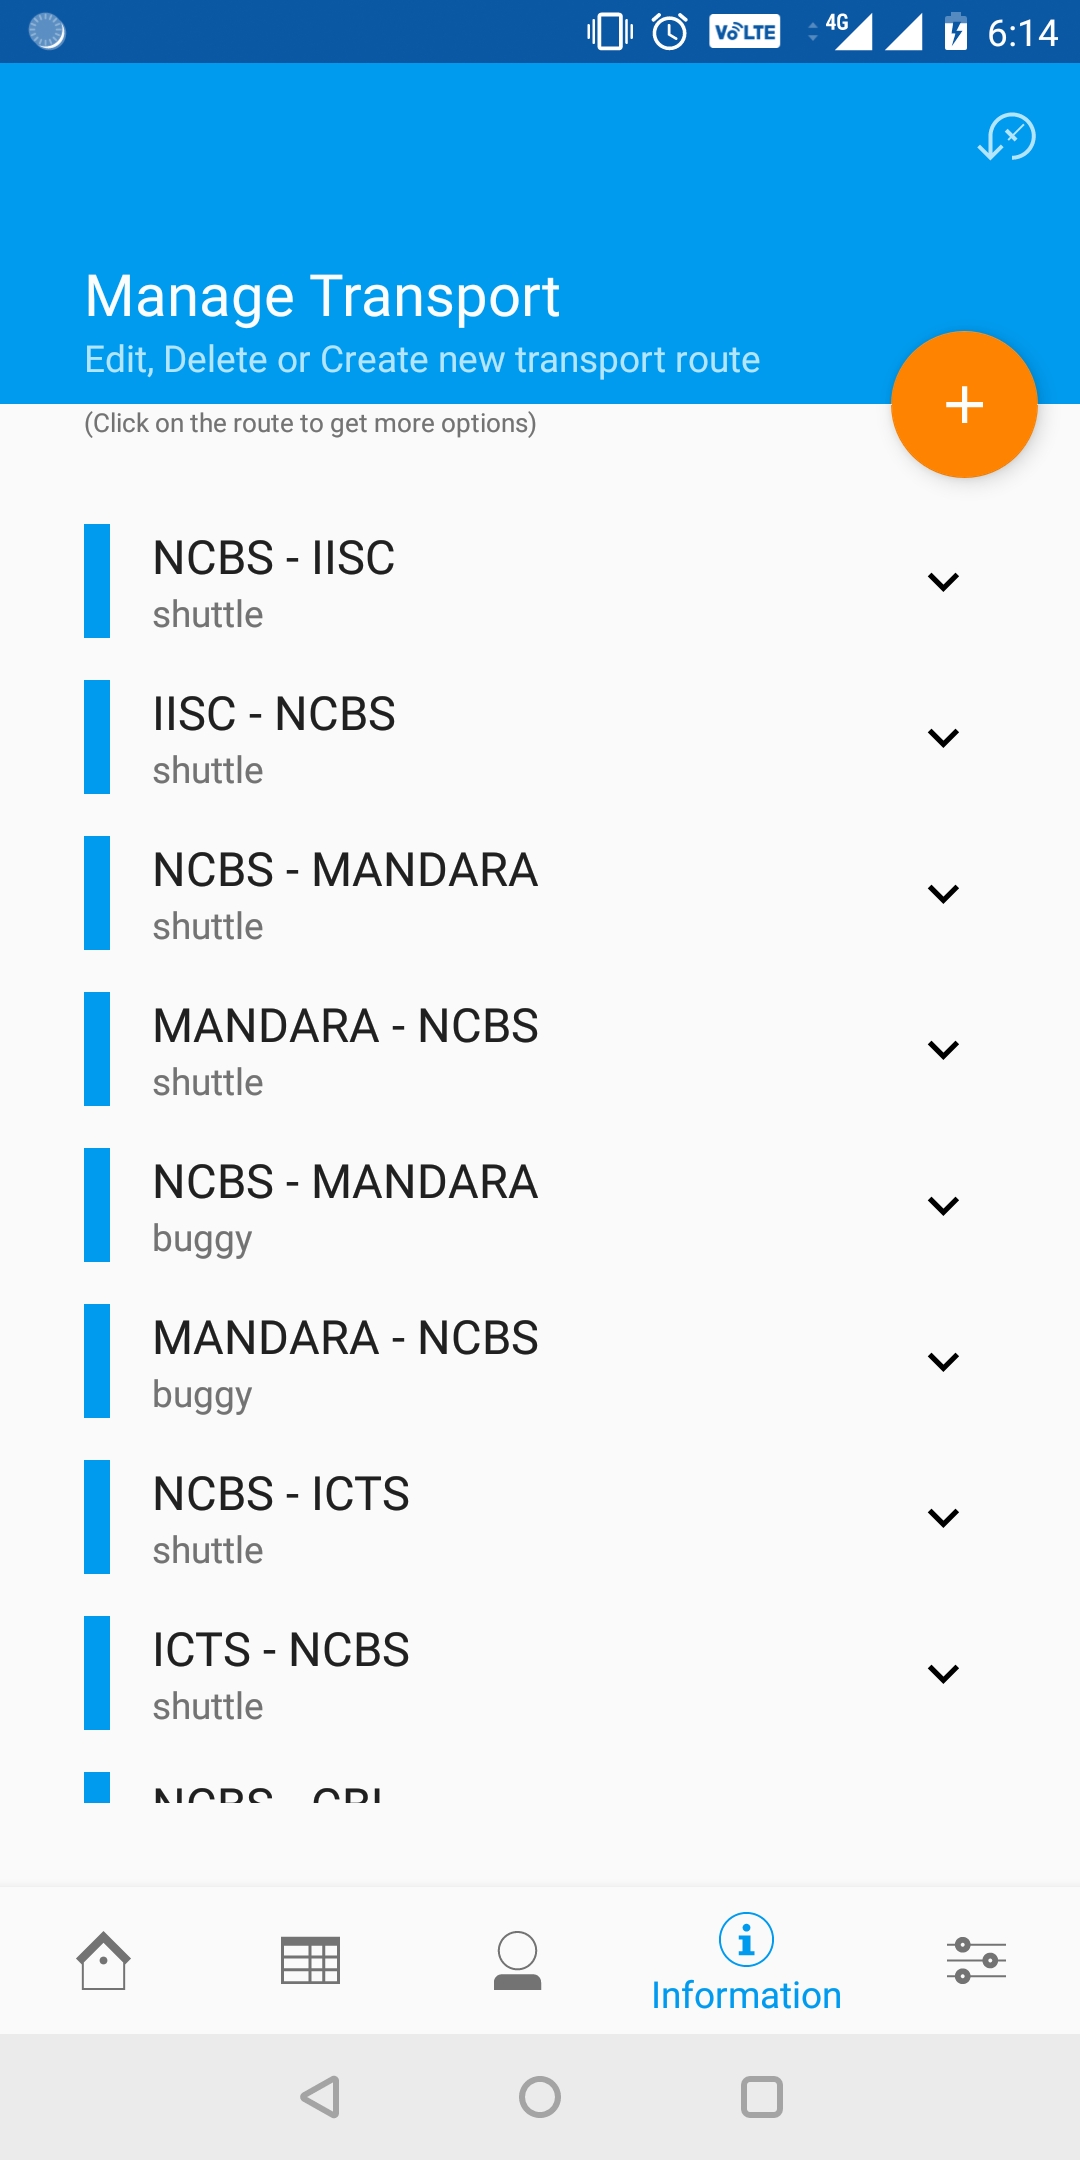 VoLTE 4G 6:14
Manage Transport
Edit, Delete or Create new transport route
(Click on the route to get more options)
NCBS - IISC
shuttle
IISC - NCBS
shuttle
NCBS - MANDARA
shuttle
MANDARA - NCBS
shuttle
NCBS - MANDARA
buggy
MANDARA - NCBS
buggy
NCBS - ICTS
shuttle
ICTS - NCBS
shuttle
NCBS -
Information